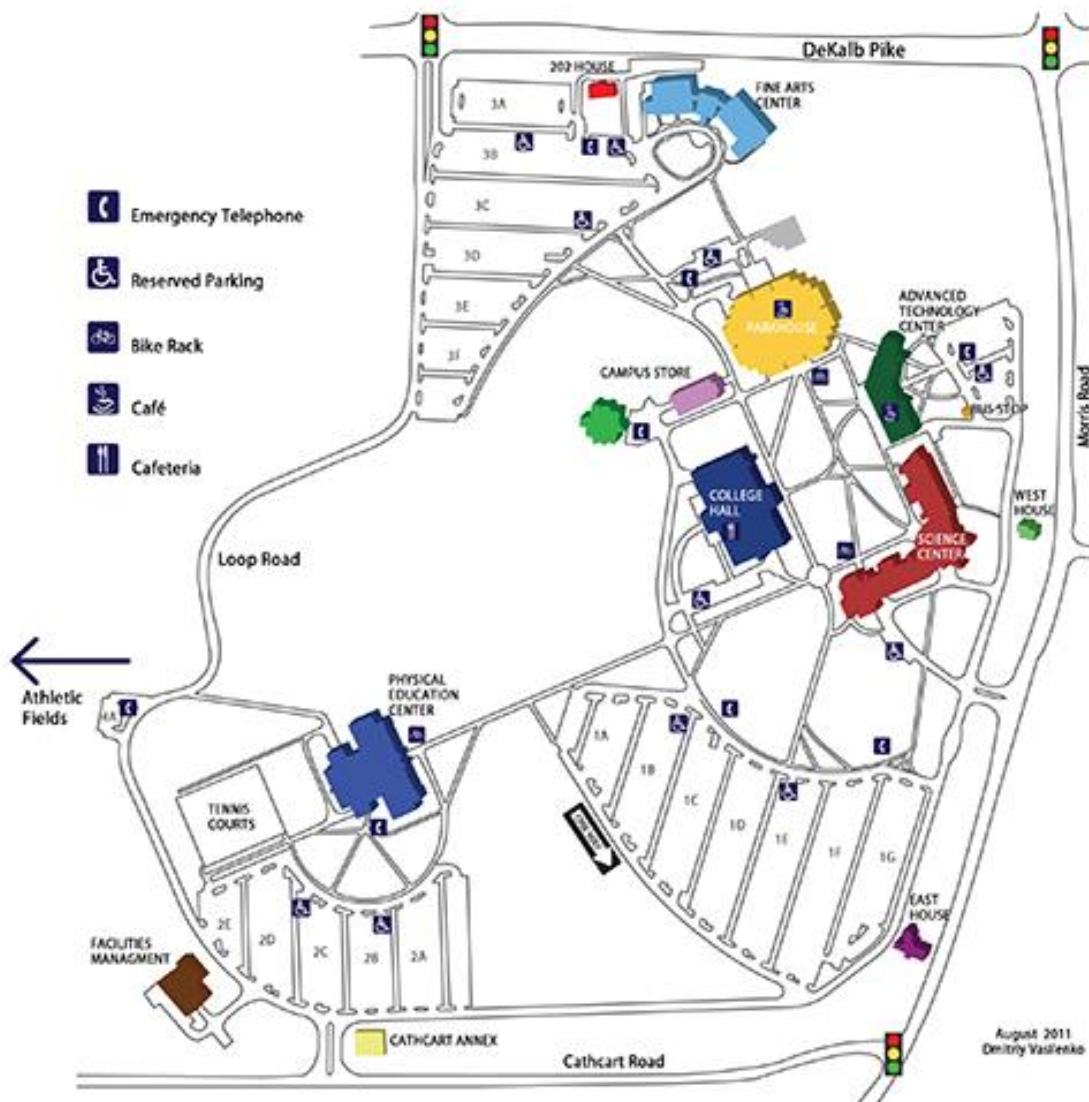 DeKalb Pike
202 HOUSE
FINE ARTS
CENTER
3A
3B
3C
3D
3E
3F
Emergency Telephone
Reserved Parking
Bike Rack
Café
Cafeteria
PARKHOUSE
ADVANCED
TECHNOLOGY
CENTER
CAMPUS STORE
BUS STOP
Morris Road
COLLEGE
HALL
WEST
HOUSE
SCIENCE
CENTER
Loop Road
Athletic
Fields
4A
PHYSICAL
EDUCATION
CENTER
TENNIS
COURTS
1A
1B
1C
1D
1E
1F
1G
ONE WAY
EAST
HOUSE
2E
2D
2C
2B
2A
FACILITIES
MANAGMENT
CATHCART ANNEX
Cathcart Road
August 2011
Dmitriy Vasilenko